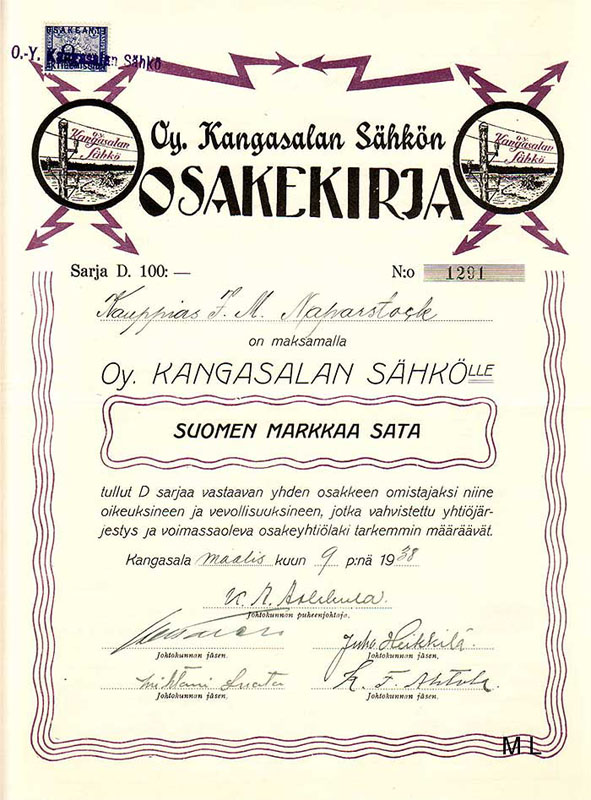 O.-Y. Kangasalan Sähkö
Oy. Kangasalan Sähkön
OSAKEKIRJA
o.y. Kangasalan Sähkö
o.y. Kangasalan Sähkö
Sarja D. 100: — N:o 1291
Kauppias J. M. Naparstock
on maksamalla
Oy. KANGASALAN SÄHKÖLLE
SUOMEN MARKKAA SATA
tullut D sarjaa vastaavan yhden osakkeen omistajaksi niine
oikeuksineen ja vevollisuuksineen, jotka vahvistettu yhtiöjär-
jestys ja voimassaoleva osakeyhtiölaki tarkemmin määräävät.
Kangasala maalis kuun 9 p:nä 1938
Johtokunnan puheenjohtaja.
Juho Heikkilä
Johtokunnan jäsen. Johtokunnan jäsen.
K. F. Ahtola
Johtokunnan jäsen. Johtokunnan jäsen.
ML